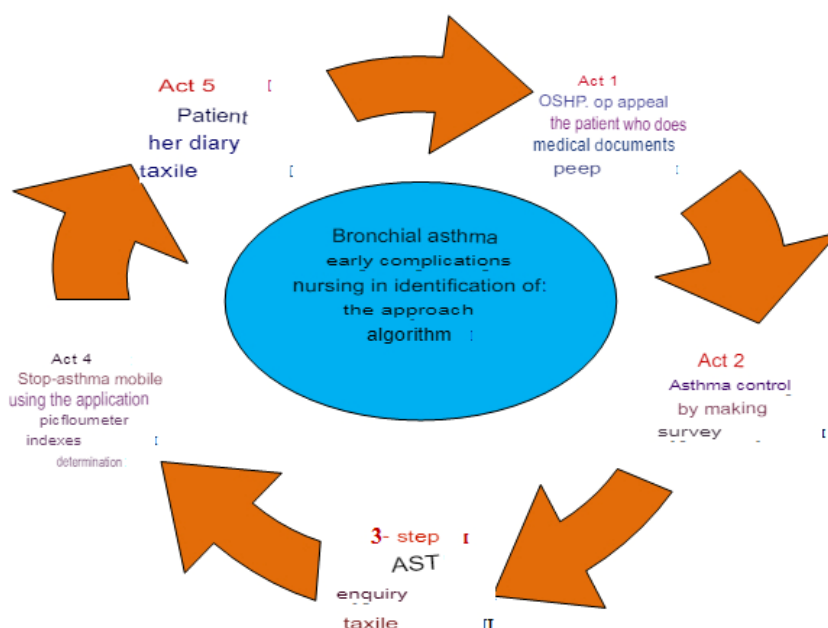 Act 5
Patient
her diary
taxile
Act 1
OSHP. op appeal
the patient who does
medical documents
peep
Bronchial asthma
early complications
nursing in identification of:
the approach
algorithm
Act 4
Stop-asthma mobile
using the application
picfloumeter
indexes
determination
Act 2
Asthma control
by making
survey
3- step
AST
enquiry
taxile